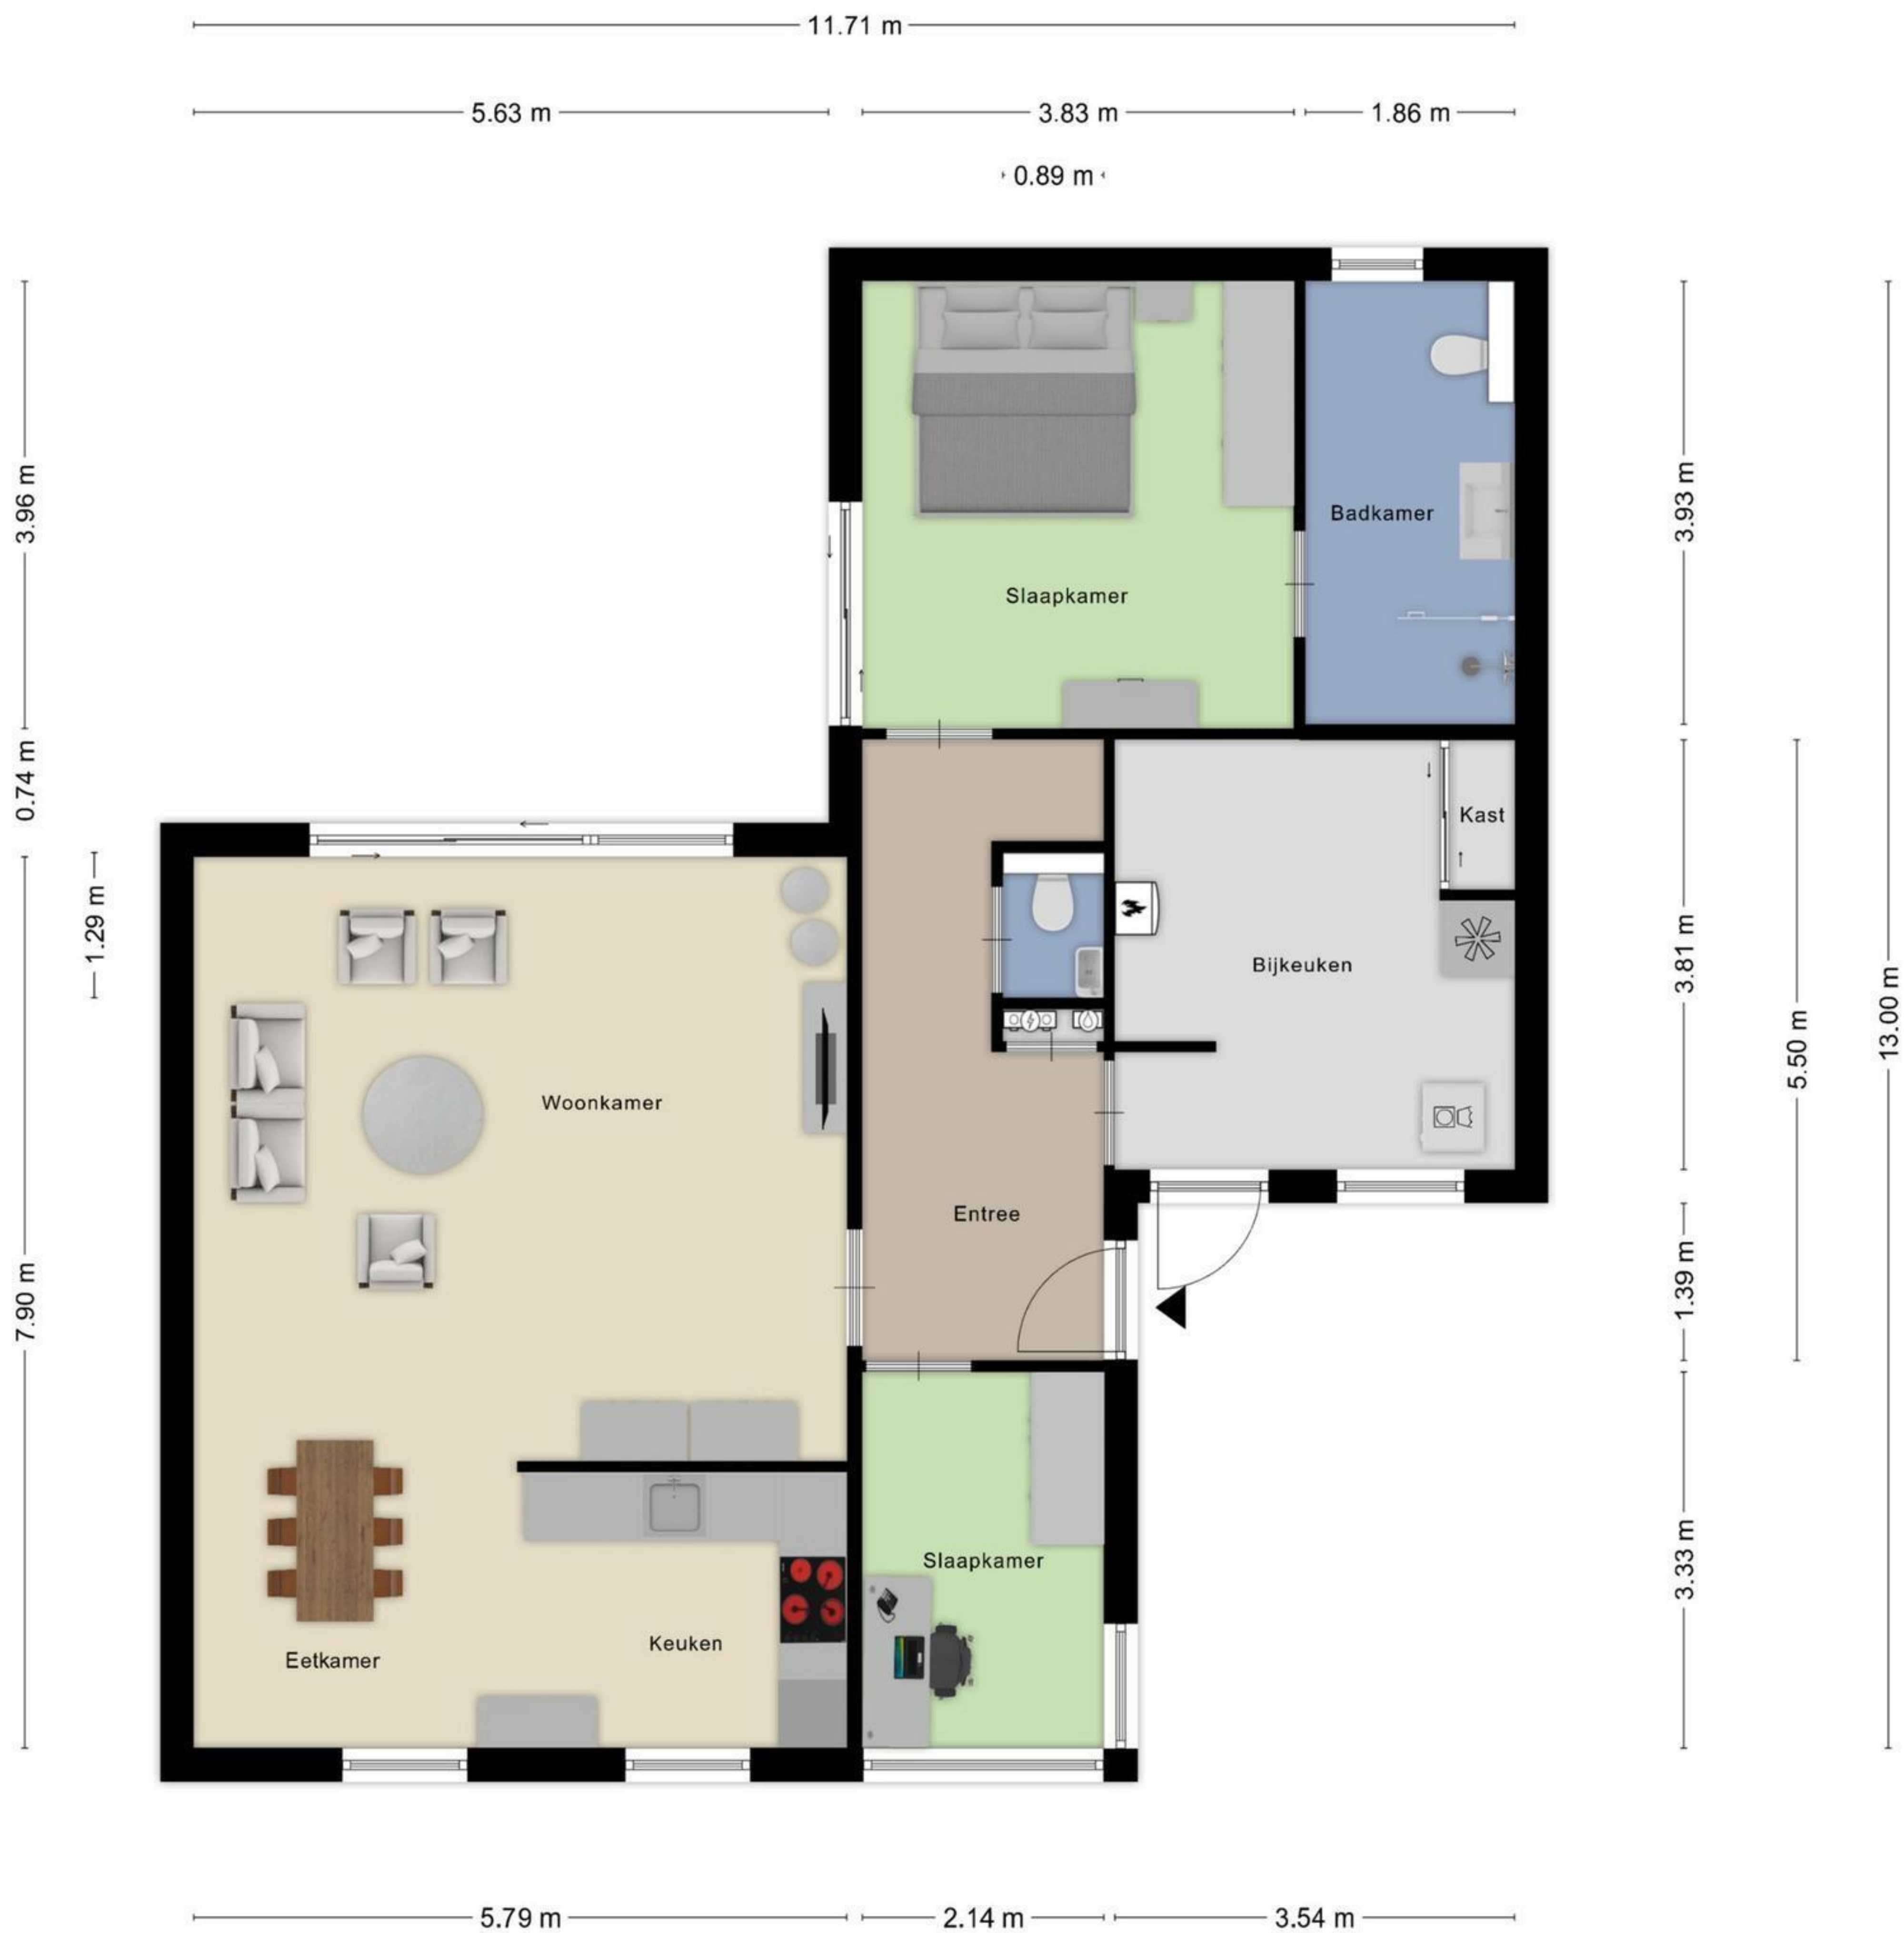 11.71 m
5.63 m
3.83 m
1.86 m
0.89 m
3.96 m
3.93 m
Badkamer
Slaapkamer
0.74 m
Kast
1.29 m
3.81 m
Bijkeuken
13.00 m
5.50 m
Woonkamer
Entree
7.90 m
1.39 m
3.33 m
Slaapkamer
Keuken
Eetkamer
5.79 m
2.14 m
3.54 m